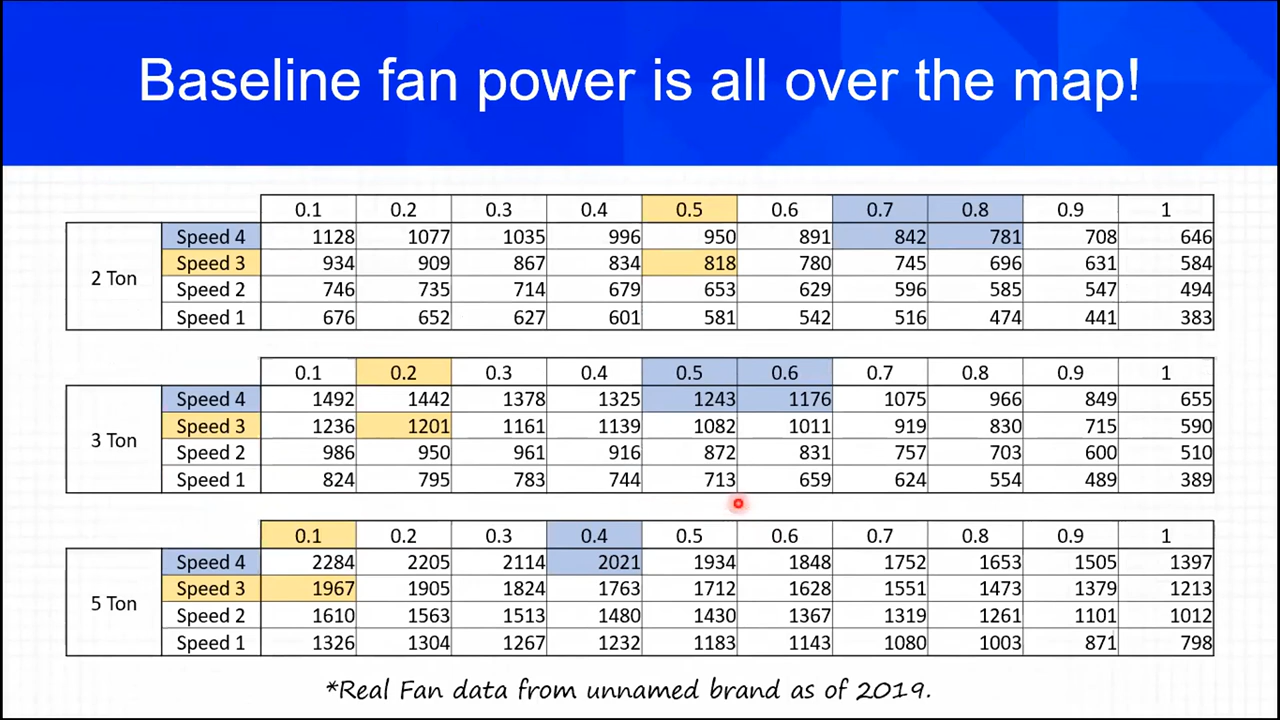 Baseline fan power is all over the map!
0.1 0.2 0.3 0.4 0.5 0.6 0.7 0.8 0.9 1
2 Ton
Speed 4 1128 1077 1035 996 950 891 842 781 708 646
Speed 3 934 909 867 834 818 780 745 696 631 584
Speed 2 746 735 714 679 653 629 596 585 547 494
Speed 1 676 652 627 601 581 542 516 474 441 383
0.1 0.2 0.3 0.4 0.5 0.6 0.7 0.8 0.9 1
3 Ton
Speed 4 1492 1442 1378 1325 1243 1176 1075 966 849 655
Speed 3 1236 1201 1161 1139 1082 1011 919 830 715 590
Speed 2 986 950 961 916 872 831 757 703 600 510
Speed 1 824 795 783 744 713 659 624 554 489 389
0.1 0.2 0.3 0.4 0.5 0.6 0.7 0.8 0.9 1
5 Ton
Speed 4 2284 2205 2114 2021 1934 1848 1752 1653 1505 1397
Speed 3 1967 1905 1824 1763 1712 1628 1551 1473 1379 1213
Speed 2 1610 1563 1513 1480 1430 1367 1319 1261 1101 1012
Speed 1 1326 1304 1267 1232 1183 1143 1080 1003 871 798
*Real Fan data from unnamed brand as of 2019.